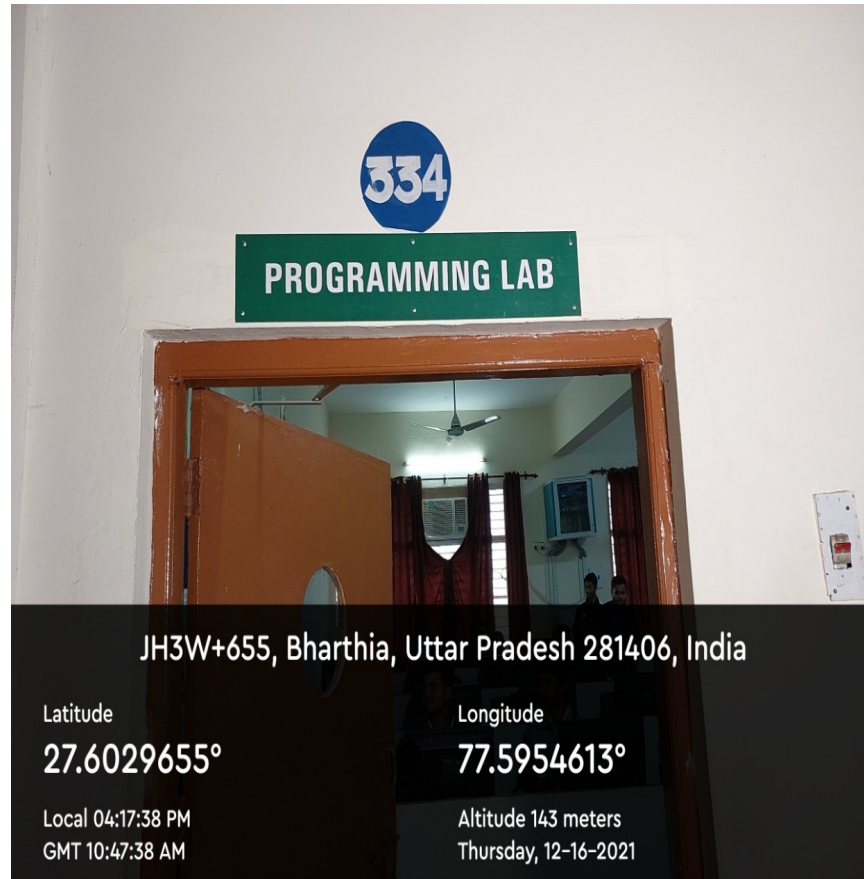 334
PROGRAMMING LAB
JH3W+655, Bharthia, Uttar Pradesh 281406, India
Latitude
27.6029655°
Longitude
77.5954613°
Local 04:17:38 PM
GMT 10:47:38 AM
Altitude 143 meters
Thursday, 12-16-2021